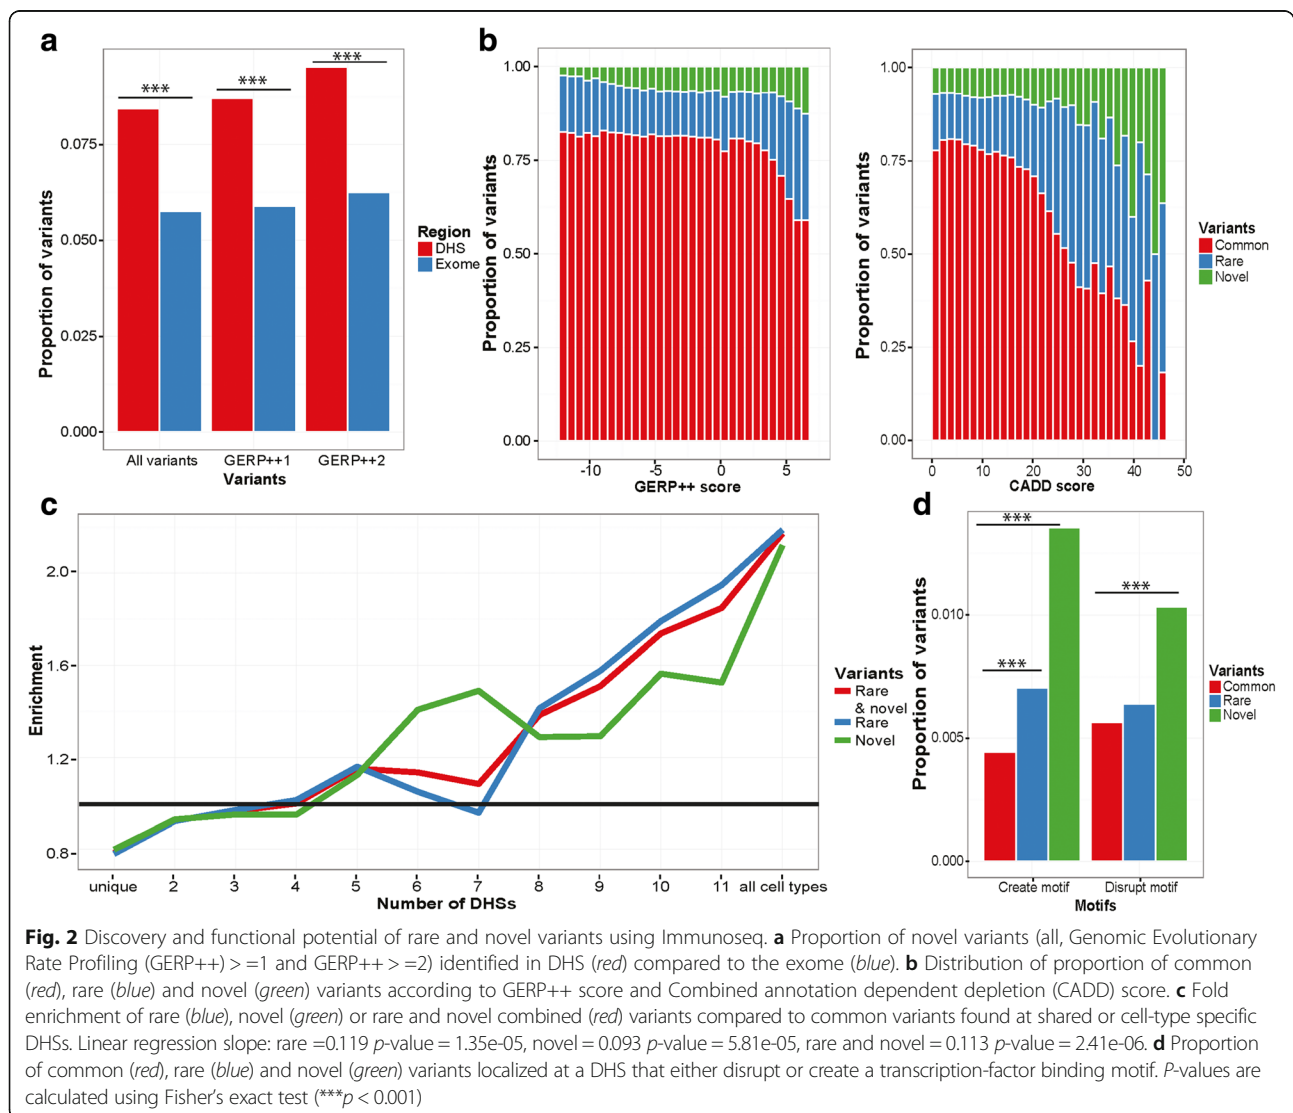 a
***
***
***
Proportion of variants
0.075
0.050
0.025
0.000
All variants
GERP++1
GERP++2
Variants
Region
DHS
Exome
b
Proportion of variants
1.00
0.75
0.50
0.25
0.00
-10
-5
0
5
GERP++ score
Proportion of variants
1.00
0.75
0.50
0.25
0.00
0
10
20
30
40
50
CADD score
Variants
Common
Rare
Novel
c
Enrichment
2.0
1.6
1.2
0.8
unique
2
3
4
5
6
7
8
9
10
11
all cell types
Number of DHSs
Variants
Rare
& novel
Rare
Novel
d
***
***
***
Proportion of variants
0.010
0.005
0.000
Create motif
Disrupt motif
Motifs
Variants
Common
Rare
Novel
Fig. 2 Discovery and functional potential of rare and novel variants using Immunoseq. a Proportion of novel variants (all, Genomic Evolutionary
Rate Profiling (GERP++) > =1 and GERP++ > =2) identified in DHS (red) compared to the exome (blue). b Distribution of proportion of common
(red), rare (blue) and novel (green) variants according to GERP++ score and Combined annotation dependent depletion (CADD) score. c Fold
enrichment of rare (blue), novel (green) or rare and novel combined (red) variants compared to common variants found at shared or cell-type specific
DHSs. Linear regression slope: rare =0.119 p-value = 1.35e-05, novel = 0.093 p-value = 5.81e-05, rare and novel = 0.113 p-value = 2.41e-06. d Proportion
of common (red), rare (blue) and novel (green) variants localized at a DHS that either disrupt or create a transcription-factor binding motif. P-values are
calculated using Fisher's exact test (***p < 0.001)